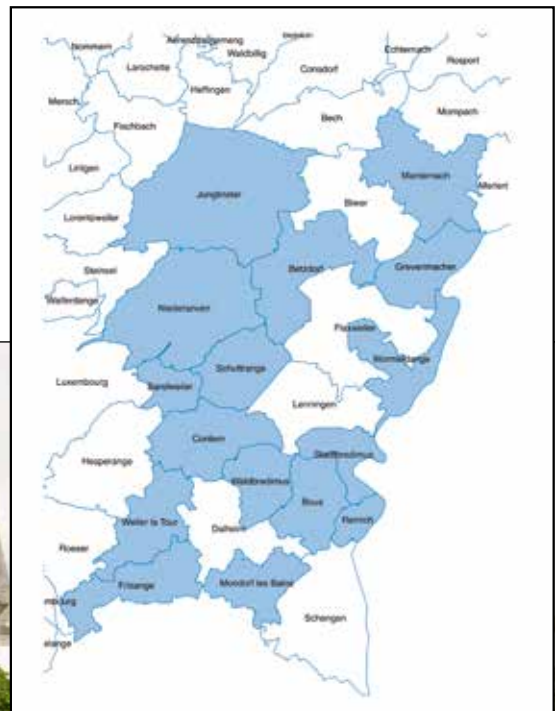 Nommern
Waldbillig
Echternach
Larochette
Consdorf
Rosport
Heffingen
Mersch
Mompach
Fischbach
Bech
Lintgen
Manternach
Junglinster
Biwer
Lorentzweiler
Steinsel
Betzdorf
Grevenmacher
Walferdange
Niederanven
Flaxweiler
Wormeldange
Schuttrange
Luxembourg
Sandweiler
Lenningen
Contern
Stadtbredimus
Hesperange
Waldbredimus
Bous
Weiler la Tour
Dalheim
Remich
Roeser
Frisange
Mondorf les Bains
Schengen